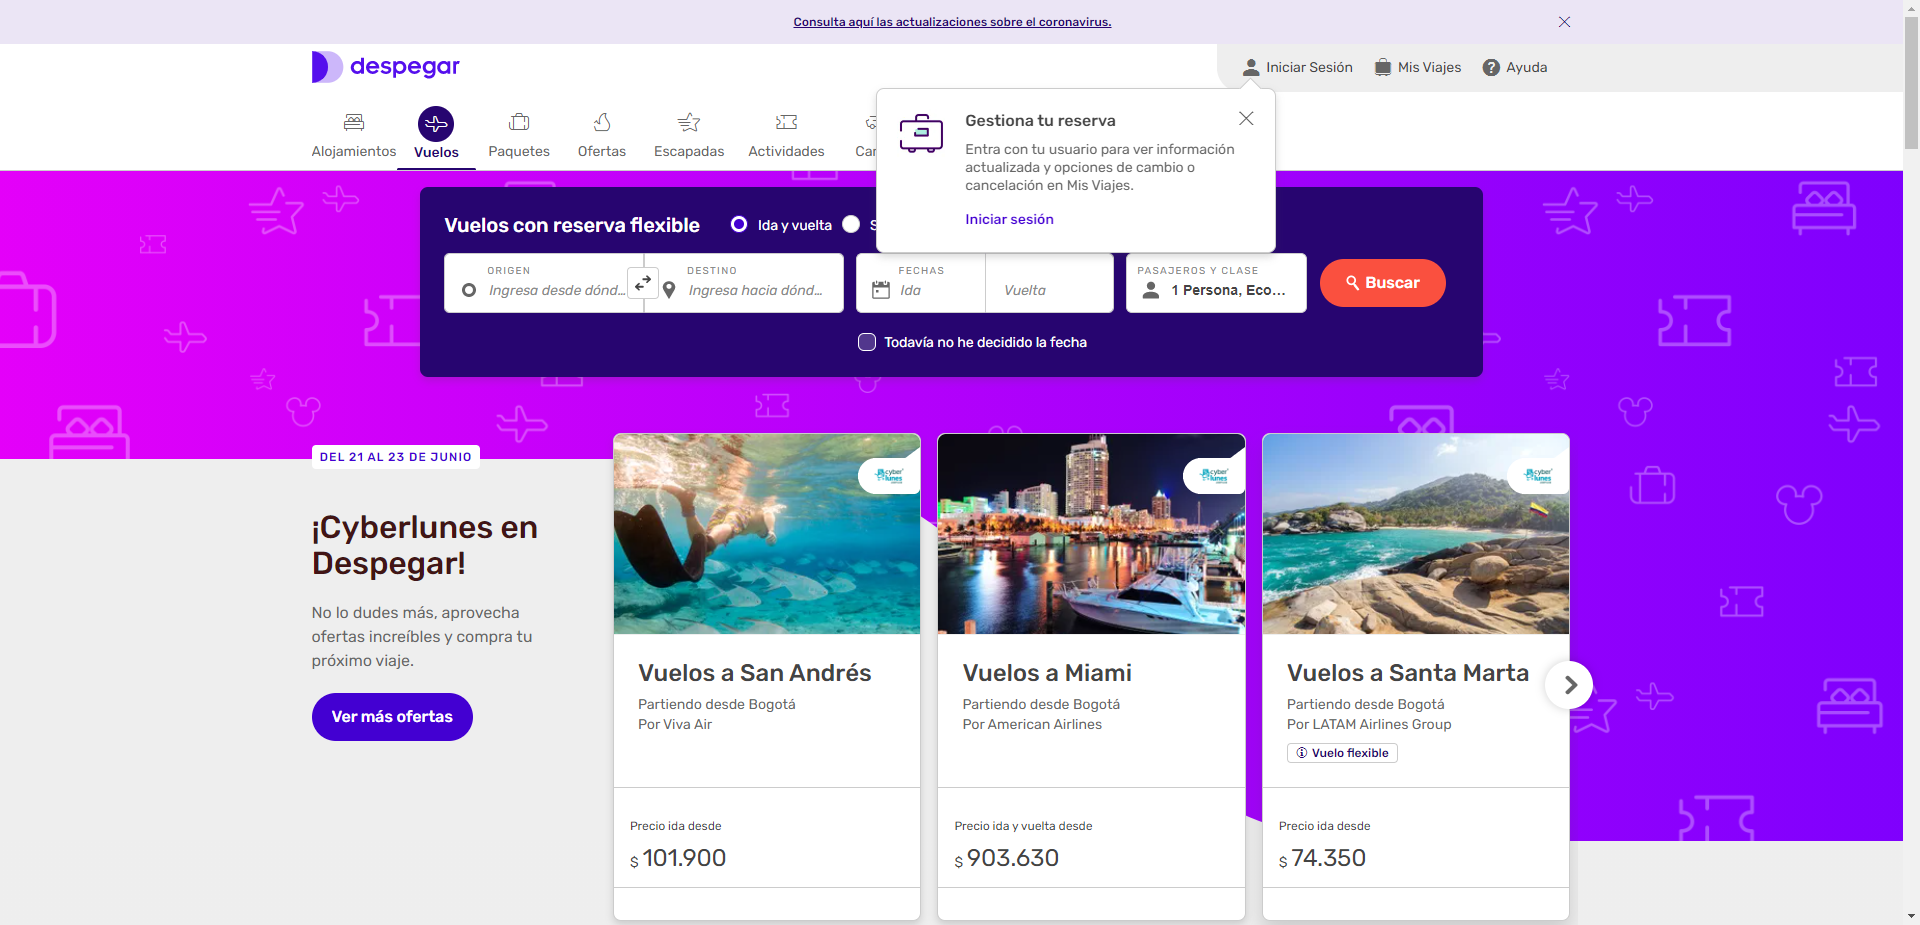 Consulta aquí las actualizaciones sobre el coronavirus.
despegar
Iniciar Sesión
Mis Viajes
Ayuda
Alojamientos
Vuelos
Paquetes
Ofertas
Escapadas
Actividades
Gestiona tu reserva
Entra con tu usuario para ver información
actualizada y opciones de cambio o
cancelación en Mis Viajes.
Iniciar sesión
Vuelos con reserva flexible
Ida y vuelta
ORIGEN
Ingresa desde dónd...
DESTINO
Ingresa hacia dónd...
FECHAS
Ida
Vuelta
PASAJEROS Y CLASE
1 Persona, Eco...
Buscar
Todavía no he decidido la fecha
DEL 21 AL 23 DE JUNIO
¡Cyberlunes en
Despegar!
No lo dudes más, aprovecha
ofertas increíbles y compra tu
próximo viaje.
Ver más ofertas
cyber
lunes
Vuelos a San Andrés
Partiendo desde Bogotá
Por Viva Air
Precio ida desde
$ 101.900
cyber
lunes
Vuelos a Miami
Partiendo desde Bogotá
Por American Airlines
Precio ida y vuelta desde
$ 903.630
cyber
lunes
Vuelos a Santa Marta
Partiendo desde Bogotá
Por LATAM Airlines Group
Vuelo flexible
Precio ida desde
$ 74.350